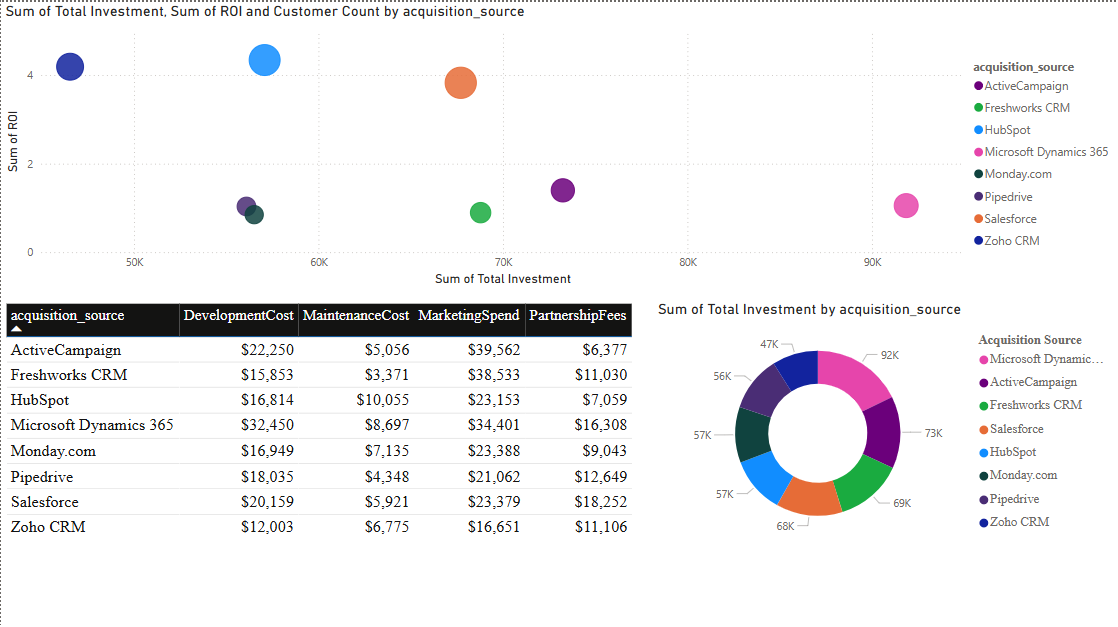 Sum of Total Investment, Sum of ROI and Customer Count by acquisition_source
Sum of ROI
4
2
0
50K 60K 70K 80K 90K
Sum of Total Investment
acquisition_source
ActiveCampaign
Freshworks CRM
HubSpot
Microsoft Dynamics 365
Monday.com
Pipedrive
Salesforce
Zoho CRM
acquisition_source DevelopmentCost MaintenanceCost MarketingSpend PartnershipFees
ActiveCampaign $22,250 $5,056 $39,562 $6,377
Freshworks CRM $15,853 $3,371 $38,533 $11,030
HubSpot $16,814 $10,055 $23,153 $7,059
Microsoft Dynamics 365 $32,450 $8,697 $34,401 $16,308
Monday.com $16,949 $7,135 $23,388 $9,043
Pipedrive $18,035 $4,348 $21,062 $12,649
Salesforce $20,159 $5,921 $23,379 $18,252
Zoho CRM $12,003 $6,775 $16,651 $11,106
Sum of Total Investment by acquisition_source
92K
73K
69K
68K
57K
57K
56K
47K
Acquisition Source
Microsoft Dynamic...
ActiveCampaign
Freshworks CRM
Salesforce
HubSpot
Monday.com
Pipedrive
Zoho CRM